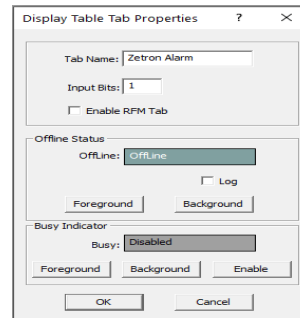 Display Table Tab Properties ? ×
Tab Name: Zetron Alarm
Input Bits: 1
Enable RFM Tab
Offline Status
OffLine: OffLine
Log
Foreground Background
Busy Indicator
Busy: Disabled
Foreground Background Enable
OK Cancel